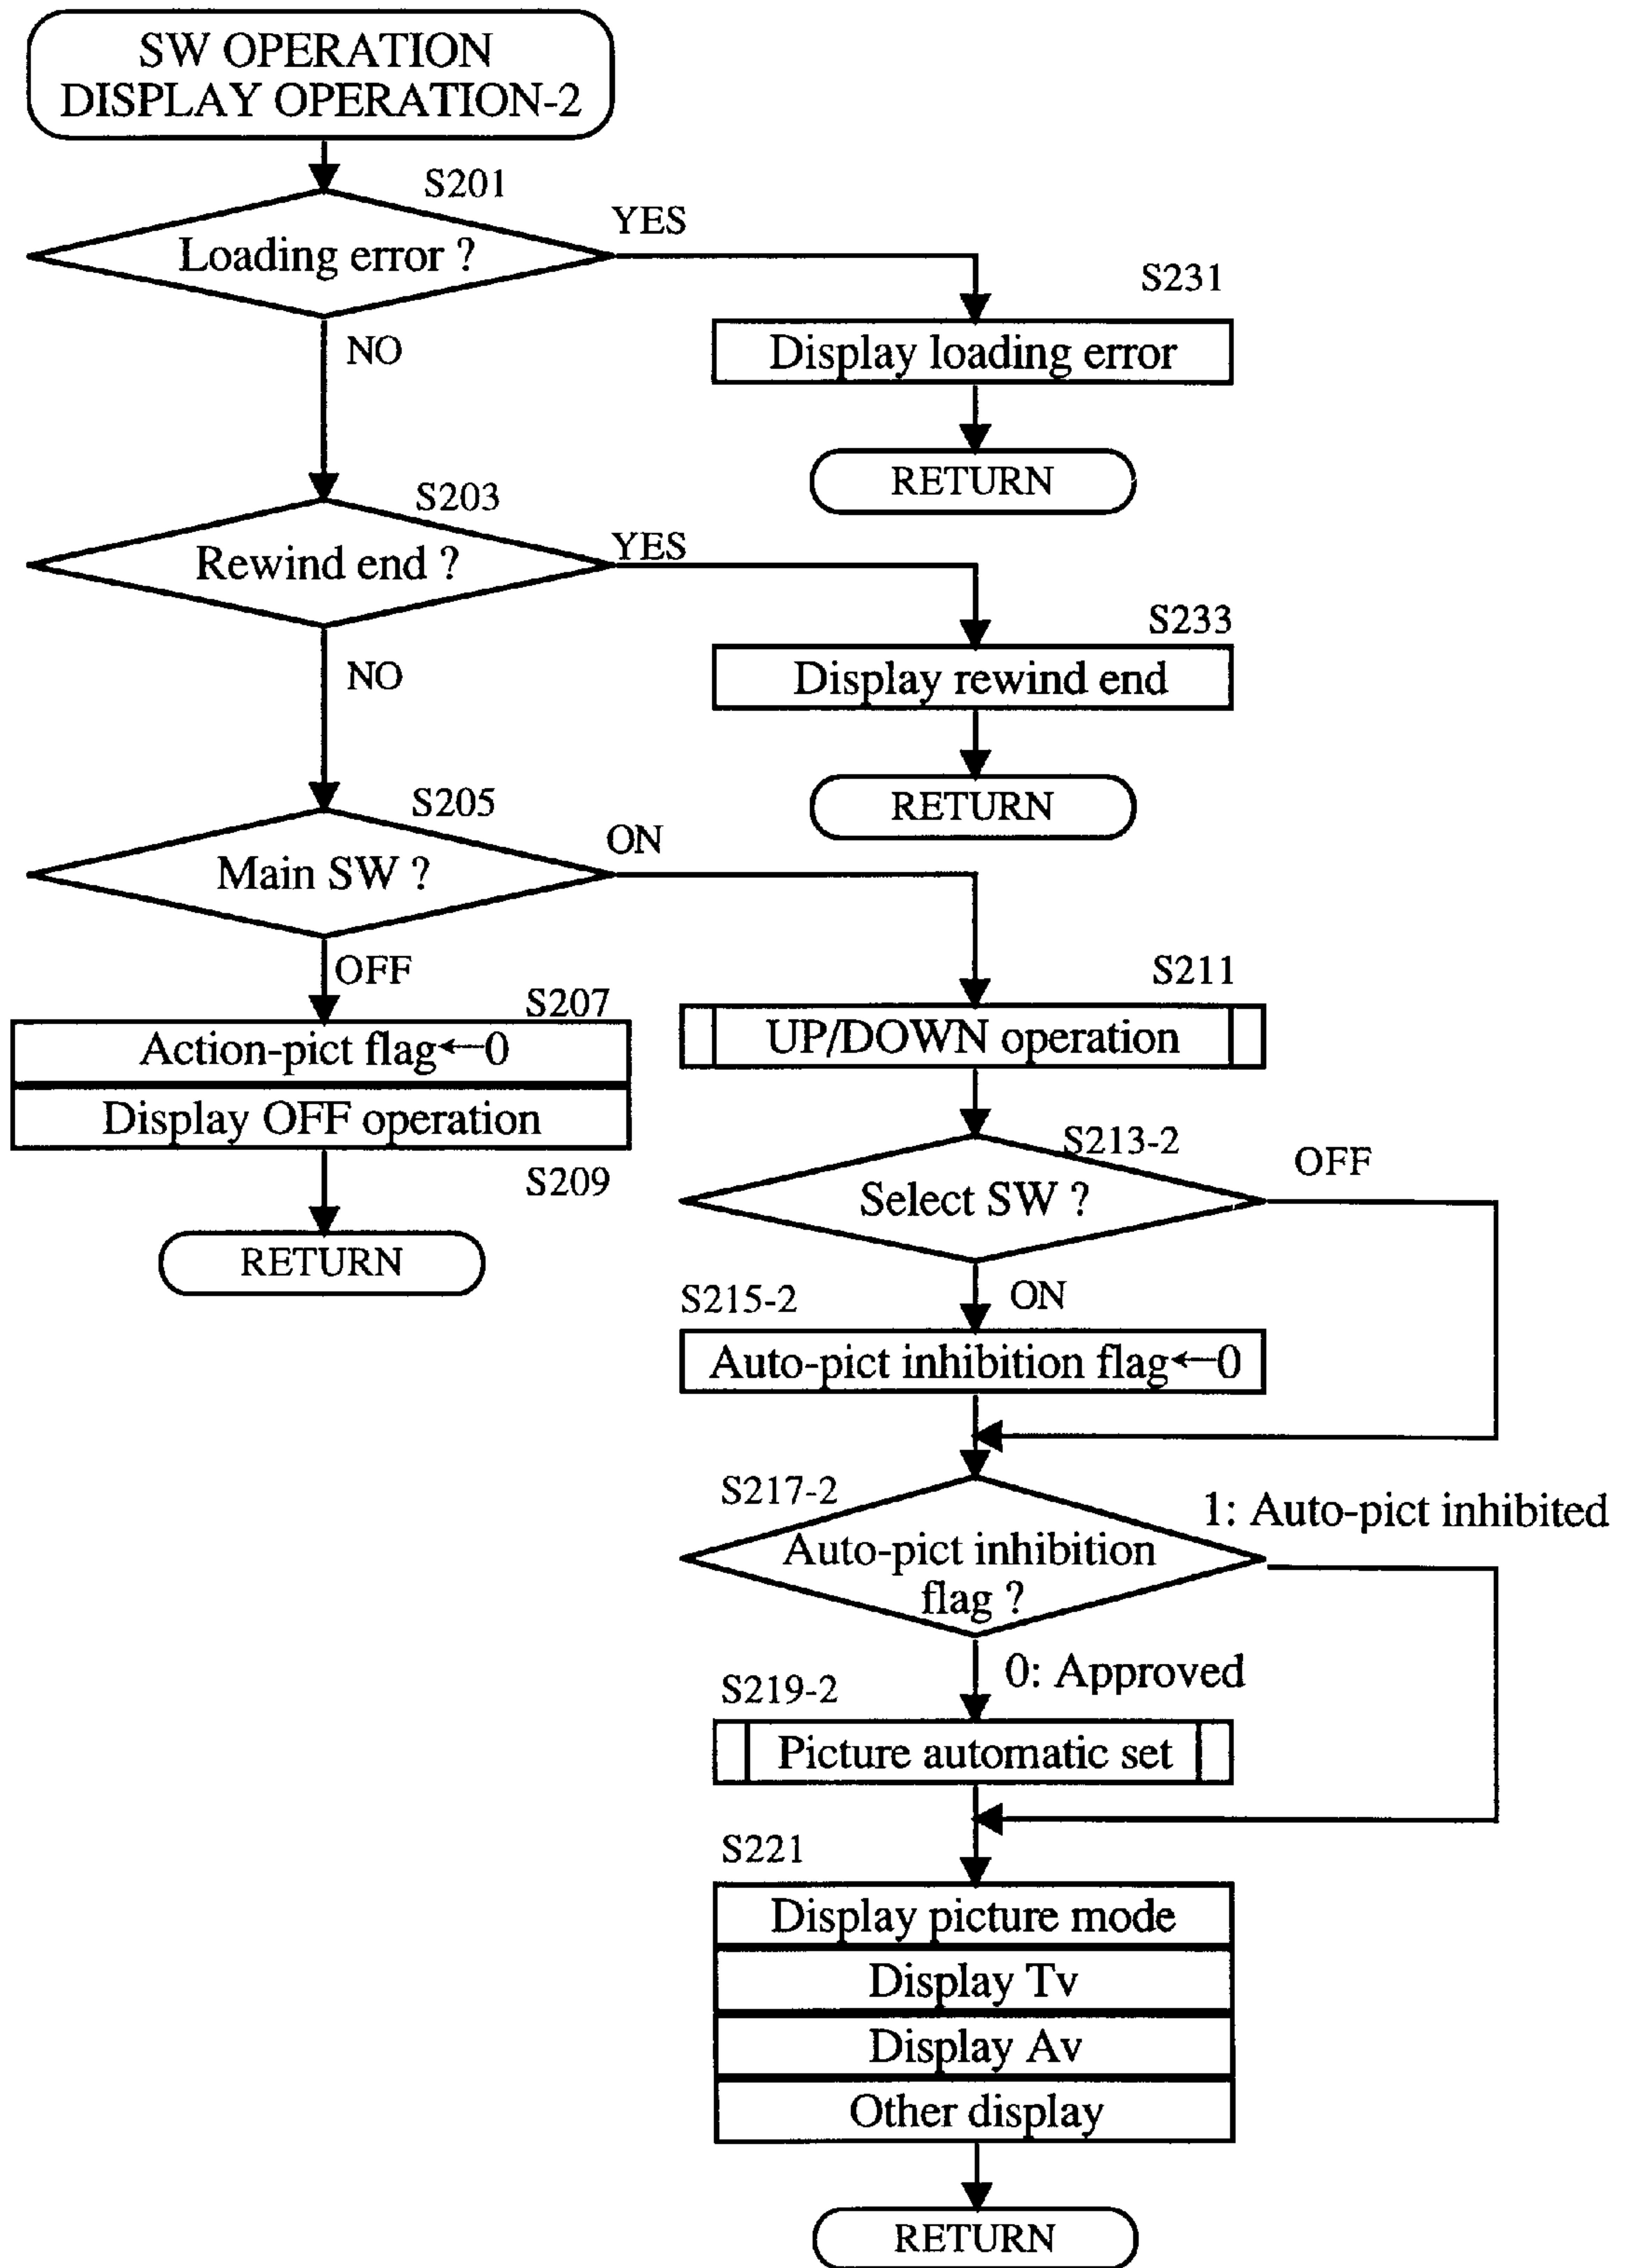 SW OPERATION
DISPLAY OPERATION-2
S201
Loading error ?
YES
NO
S231
Display loading error
RETURN
S203
Rewind end ?
YES
NO
S233
Display rewind end
RETURN
S205
Main SW ?
ON
OFF
S207
Action-pict flag←0
Display OFF operation
S209
RETURN
S211
UP/DOWN operation
S213-2
Select SW ?
OFF
ON
S215-2
Auto-pict inhibition flag←0
S217-2
Auto-pict inhibition
flag ?
1: Auto-pict inhibited
0: Approved
S219-2
Picture automatic set
S221
Display picture mode
Display Tv
Display Av
Other display
RETURN